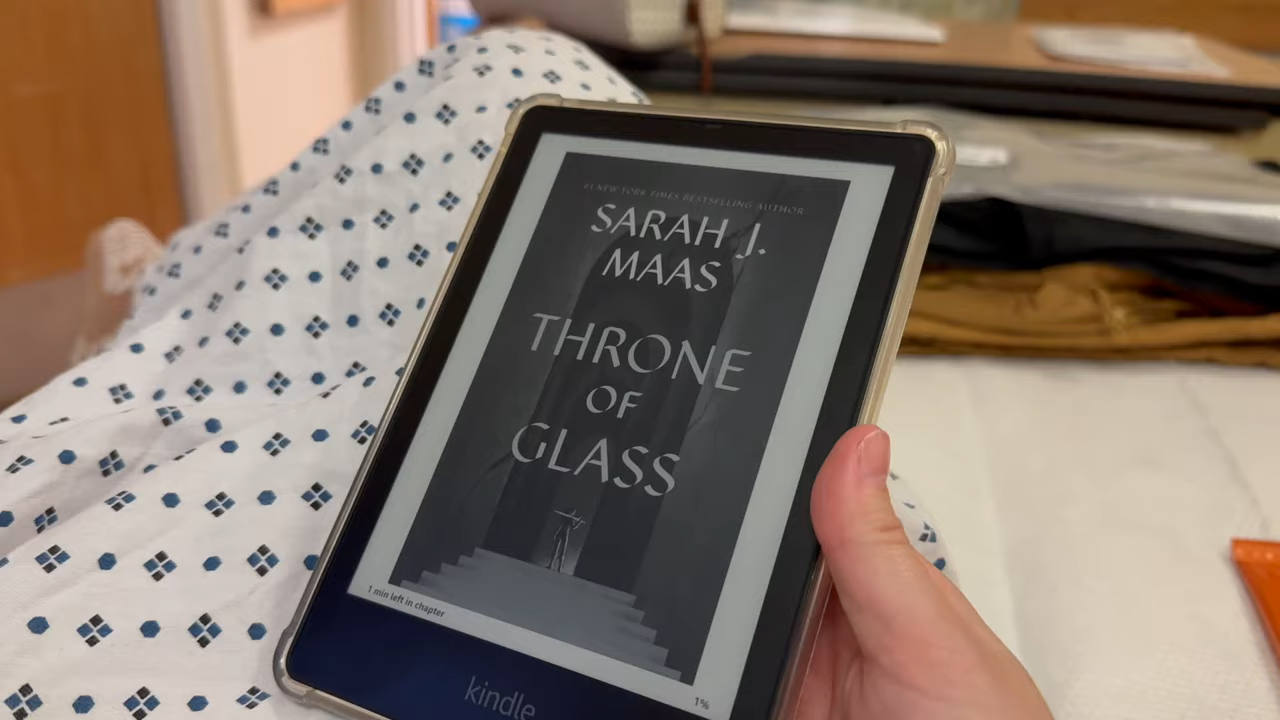 #1 NEW YORK TIMES BESTSELLING AUTHOR
SARAH J.
MAAS
THRONE
OF
GLASS
1 min left in chapter
1%
kindle